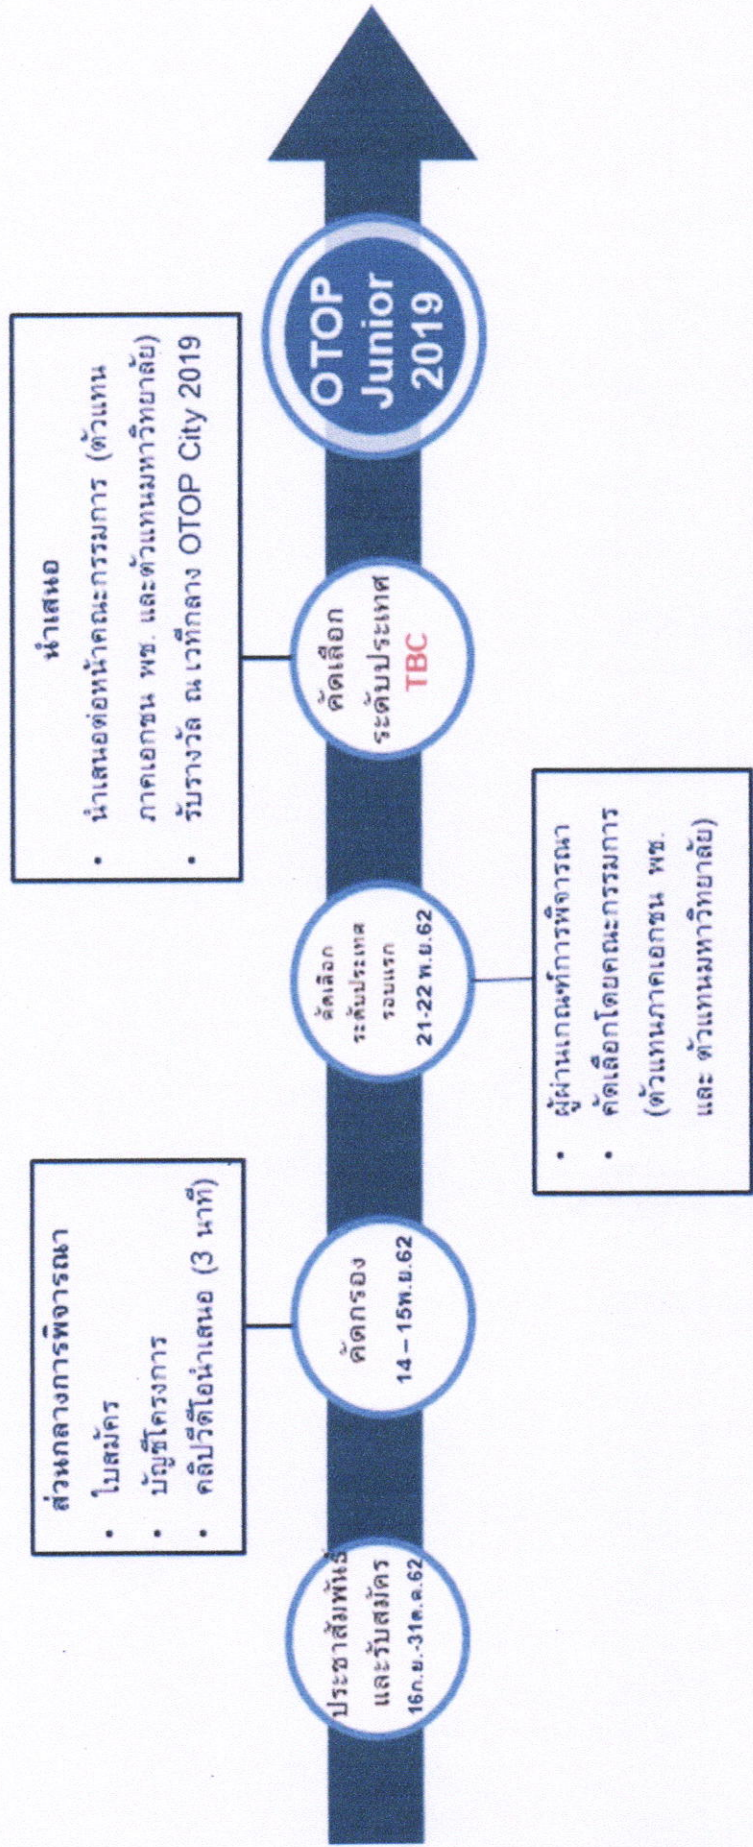 ส่วนกลางการพิจารณา
• ใบสมัคร
• บัญชีโครงการ
• คลิปวีดีโอนำเสนอ (3 นาที)
นำเสนอ
• นำเสนอต่อหน้าคณะกรรมการ (ตัวแทน
ภาคเอกชน พช. และตัวแทนมหาวิทยาลัย)
• รับรางวัล ณ เวทีกลาง OTOP City 2019
ประชาสัมพันธ์
และรับสมัคร
16ก.ย.-31ต.ค.62
คัดกรอง
14–15พ.ย.62
คัดเลือก
ระดับประเทศ
รอบแรก
21-22 พ.ย.62
คัดเลือก
ระดับประเทศ
TBC
OTOP
Junior
2019
• ผู้ผ่านเกณฑ์การพิจารณา
• คัดเลือกโดยคณะกรรมการ
(ตัวแทนภาคเอกชน พช.
และ ตัวแทนมหาวิทยาลัย)